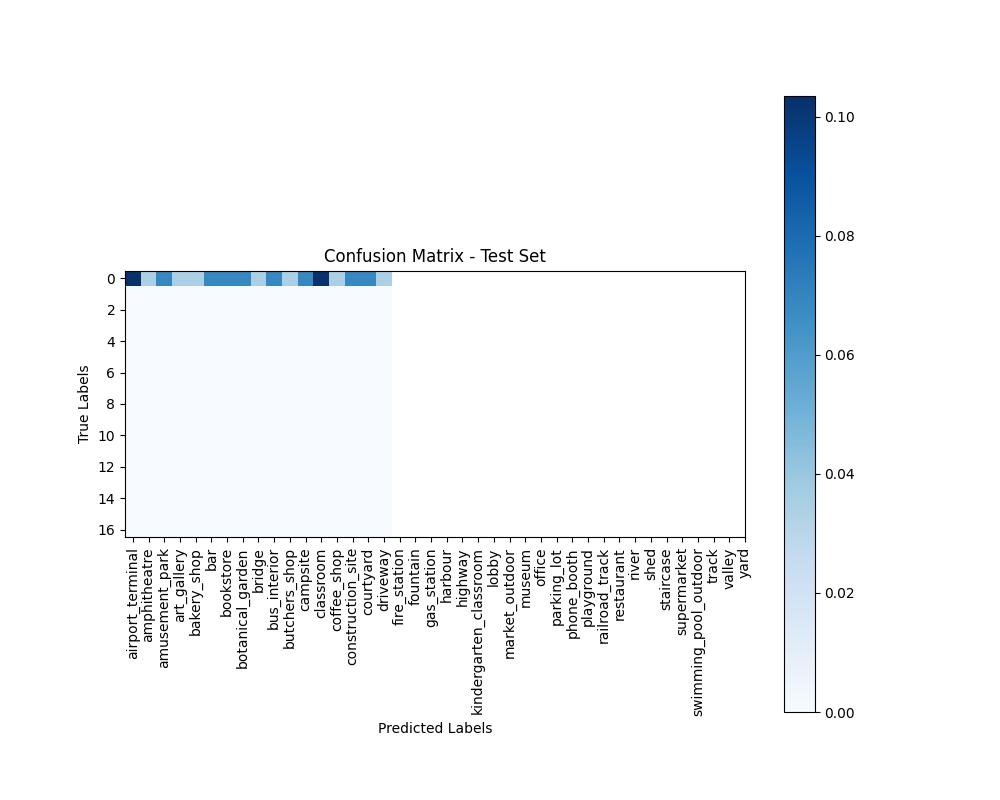 Confusion Matrix - Test Set
0
2
4
6
8
10
12
14
16
True Labels
airport_terminal
amphitheatre
amusement_park
art_gallery
bakery_shop
bar
bookstore
botanical_garden
bridge
bus_interior
butchers_shop
campsite
classroom
coffee_shop
construction_site
courtyard
driveway
fire_station
fountain
gas_station
harbour
highway
kindergarten_classroom
lobby
market_outdoor
museum
office
parking_lot
phone_booth
playground
railroad_track
restaurant
river
shed
staircase
supermarket
swimming_pool_outdoor
track
valley
yard
Predicted Labels
0.10
0.08
0.06
0.04
0.02
0.00